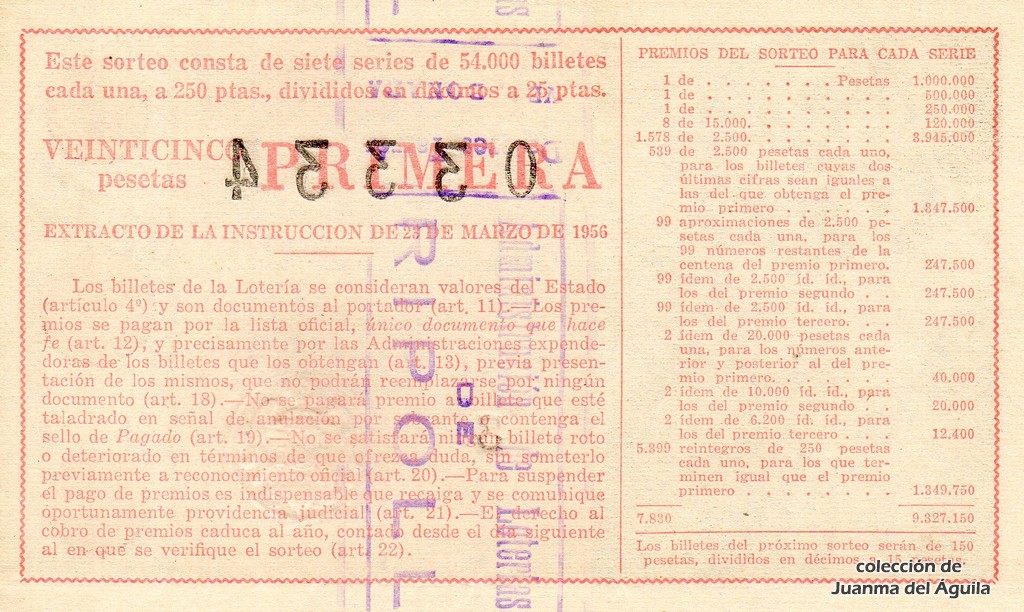 Este sorteo consta de siete series de 54.000 billetes
cada una, a 250 ptas., divididos en décimos a 25 ptas.
VEINTICINCO
pesetas
PRIMERA
03334
EXTRACTO DE LA INSTRUCCION DE 23 DE MARZO DE 1956
Los billetes de la Lotería se consideran valores del Estado
(artículo 4º) y son documentos al portador (art. 11).—Los pre-
mios se pagan por la lista oficial, único documento que hace
fe (art. 12), y precisamente por las Administraciones expende-
doras de los billetes que los obtengan (art. 13), previa presen-
tación de los mismos, que no podrán reemplazarse por ningún
documento (art. 18).—No se pagará premio al billete que esté
taladrado en señal de anulación por sobrante o contenga el
sello de Pagado (art. 19).—No se satisfará ningún billete roto
o deteriorado en términos de que ofrezca duda, sin someterlo
previamente a reconocimiento oficial (art. 20).—Para suspender
el pago de premios es indispensable que recaiga y se comunique
oportunamente providencia judicial (art. 21).—El derecho al
cobro de premios caduca al año, contado desde el día siguiente
al en que se verifique el sorteo (art. 22).
PREMIOS DEL SORTEO PARA CADA SERIE
1 de . . . . . . . Pesetas 1.000.000
1 de . . . . . . . . . . 500.000
1 de . . . . . . . . . . 250.000
8 de 15.000. . . . . . . 120.000
1.578 de 2.500. . . . . . . 3.945.000
539 de 2.500 pesetas cada uno,
para los billetes cuyas dos
últimas cifras sean iguales a
las del que obtenga el pre-
mio primero . . . . . . . 1.347.500
99 aproximaciones de 2.500 pe-
setas cada una, para los
99 números restantes de la
centena del premio primero. 247.500
99 ídem de 2.500 íd. íd., para
los del premio segundo . . 247.500
99 ídem de 2.500 íd. íd., para
los del premio tercero. . . 247.500
2 ídem de 20.000 pesetas cada
una, para los números ante-
rior y posterior al del pre-
mio primero. . . . . . . 40.000
2 ídem de 10.000 íd. íd., para
los del premio segundo . . 20.000
2 ídem de 6.200 íd. íd., para
los del premio tercero . . . 12.400
5.399 reintegros de 250 pesetas
cada uno, para los que ter-
minen igual que el premio
primero . . . . . . . . 1.349.750
7.830 9.327.150
Los billetes del próximo sorteo serán de 150
pesetas, divididos en décimos a 15 pesetas.
RIPOLL
Loterías
colección de
Juanma del Águila